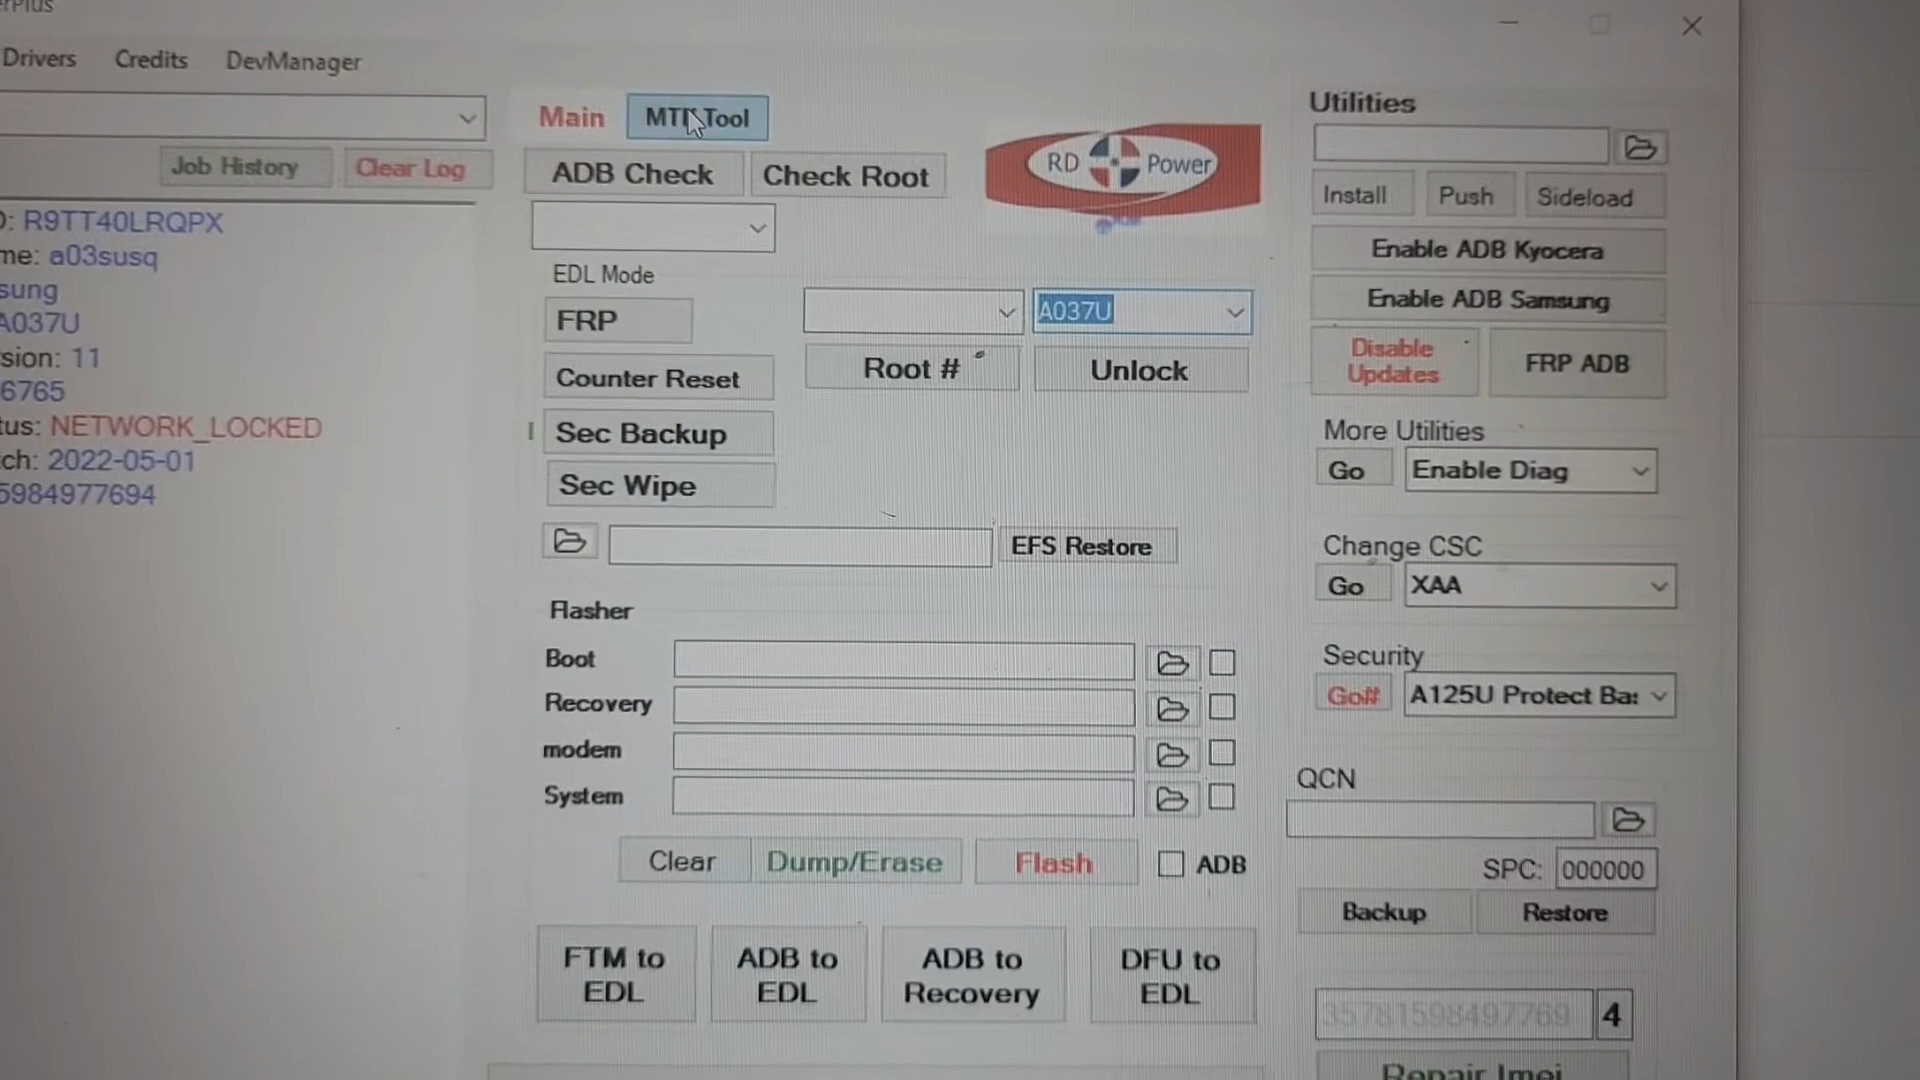 Drivers Credits DevManager
Main MTK Tool
Job History Clear Log
ADB Check Check Root
RD Power
: R9TT40LRQPX
me: a03susq
sung
A037U
sion: 11
6765
tus: NETWORK_LOCKED
tch: 2022-05-01
5984977694
EDL Mode
FRP
A037U
Counter Reset
Root # Unlock
Sec Backup
Sec Wipe
EFS Restore
Flasher
Boot
Recovery
modem
System
Clear Dump/Erase Flash ADB
FTM to EDL
ADB to EDL
ADB to Recovery
DFU to EDL
Utilities
Install Push Sideload
Enable ADB Kyocera
Enable ADB Samsung
Disable Updates
FRP ADB
More Utilities
Go Enable Diag
Change CSC
Go XAA
Security
Go# A125U Protect Ba
QCN
SPC: 000000
Backup Restore
35781598497769 4
Repair Imei